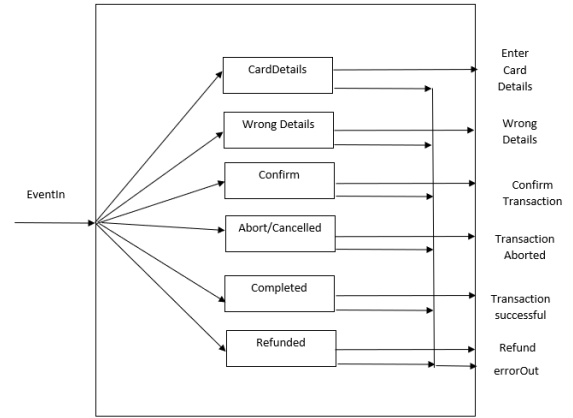 Enter
Card
Details
CardDetails
Wrong Details
Wrong
Details
Confirm
Confirm
Transaction
EventIn
Abort/Cancelled
Transaction
Aborted
Completed
Transaction
successful
Refunded
Refund
errorOut